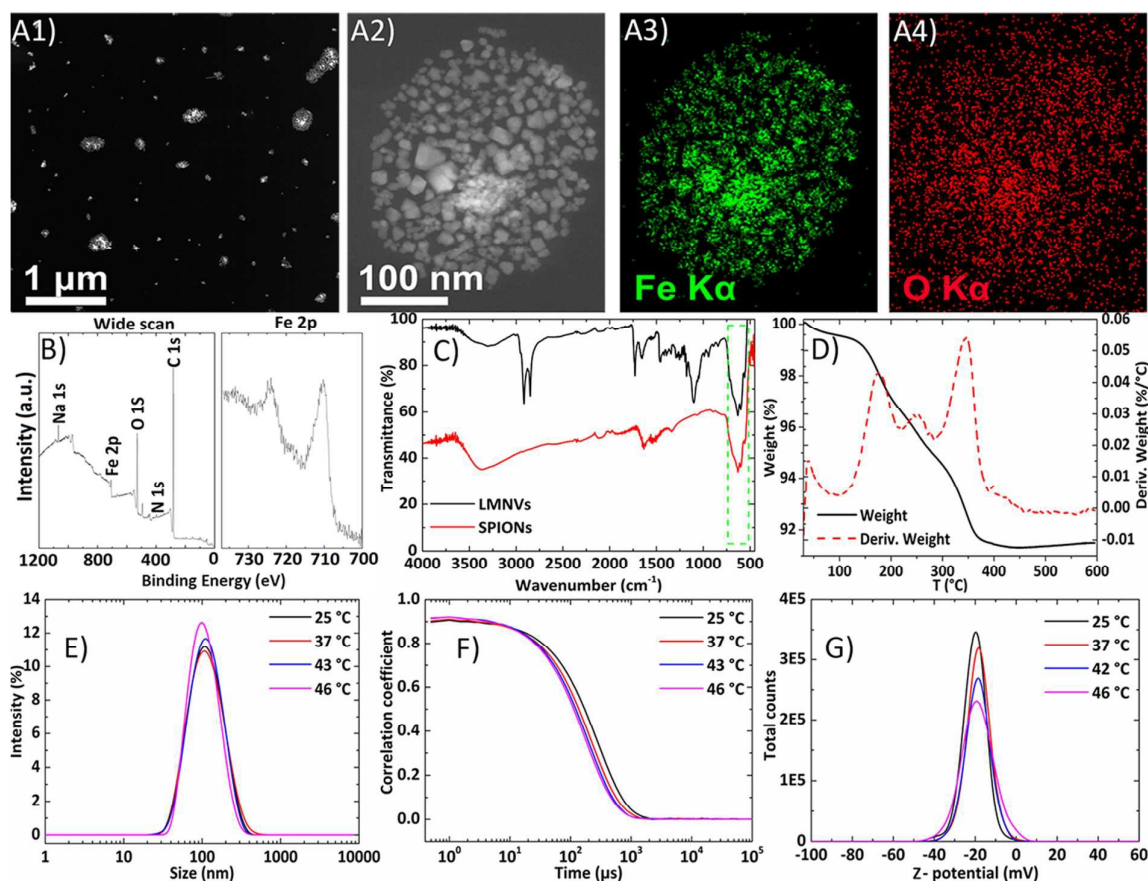 A1)
1 µm
A2)
100 nm
A3)
Fe Kα
A4)
O Kα
B)
Wide scan
Fe 2p
Intensity (a.u.)
Na 1s
Fe 2p
O 1S
N 1s
C 1s
1200 1000 800 600 400 200 0
730 720 710 700
Binding Energy (eV)
C)
Transmittance (%)
100
80
60
40
20
0
LMNVs
SPIONs
4000 3500 3000 2500 2000 1500 1000 500
Wavenumber (cm⁻¹)
D)
Weight (%)
100
98
96
94
92
Weight
Deriv. Weight
100 200 300 400 500 600
T (°C)
0.06
0.05
0.04
0.03
0.02
0.01
0.00
-0.01
Deriv. Weight (%/°C)
E)
Intensity (%)
14
12
10
8
6
4
2
0
25 °C
37 °C
43 °C
46 °C
1 10 100 1000 10000
Size (nm)
F)
Correlation coefficient
1.0
0.8
0.6
0.4
0.2
0.0
25 °C
37 °C
43 °C
46 °C
10⁰ 10¹ 10² 10³ 10⁴ 10⁵
Time (µs)
G)
Total counts
4E5
3E5
2E5
1E5
0
25 °C
37 °C
42 °C
46 °C
-100 -80 -60 -40 -20 0 20 40 60
Z- potential (mV)